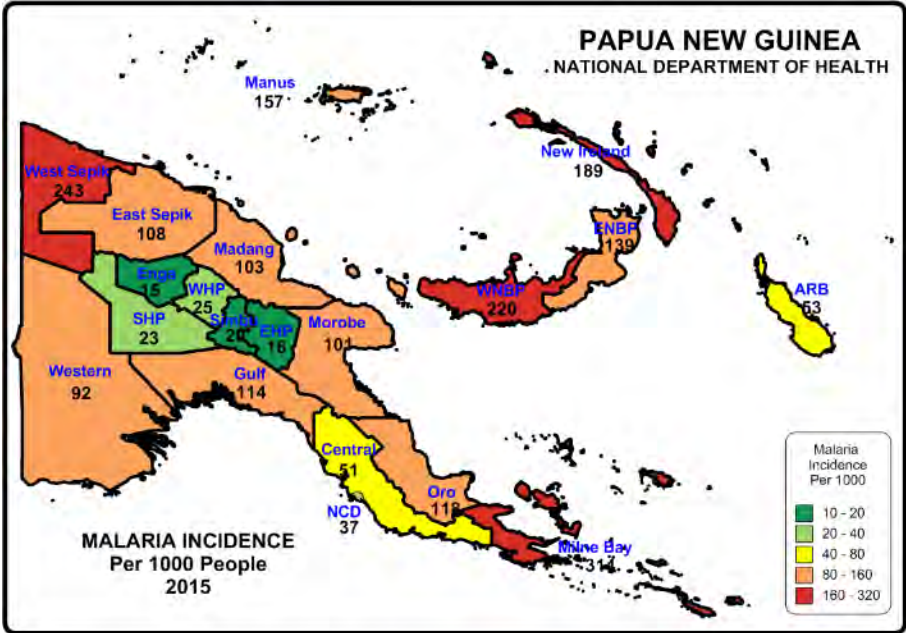 PAPUA NEW GUINEA
NATIONAL DEPARTMENT OF HEALTH
Manus
157
New Ireland
189
West Sepik
243
East Sepik
108
ENBP
139
Madang
103
Enga
15
WHP
25
WNBP
220
ARB
53
SHP
23
Simbu
20
EHP
16
Morobe
101
Western
92
Gulf
114
Central
51
Oro
118
NCD
37
Milne Bay
314
MALARIA INCIDENCE
Per 1000 People
2015
Malaria
Incidence
Per 1000
10 - 20
20 - 40
40 - 80
80 - 160
160 - 320